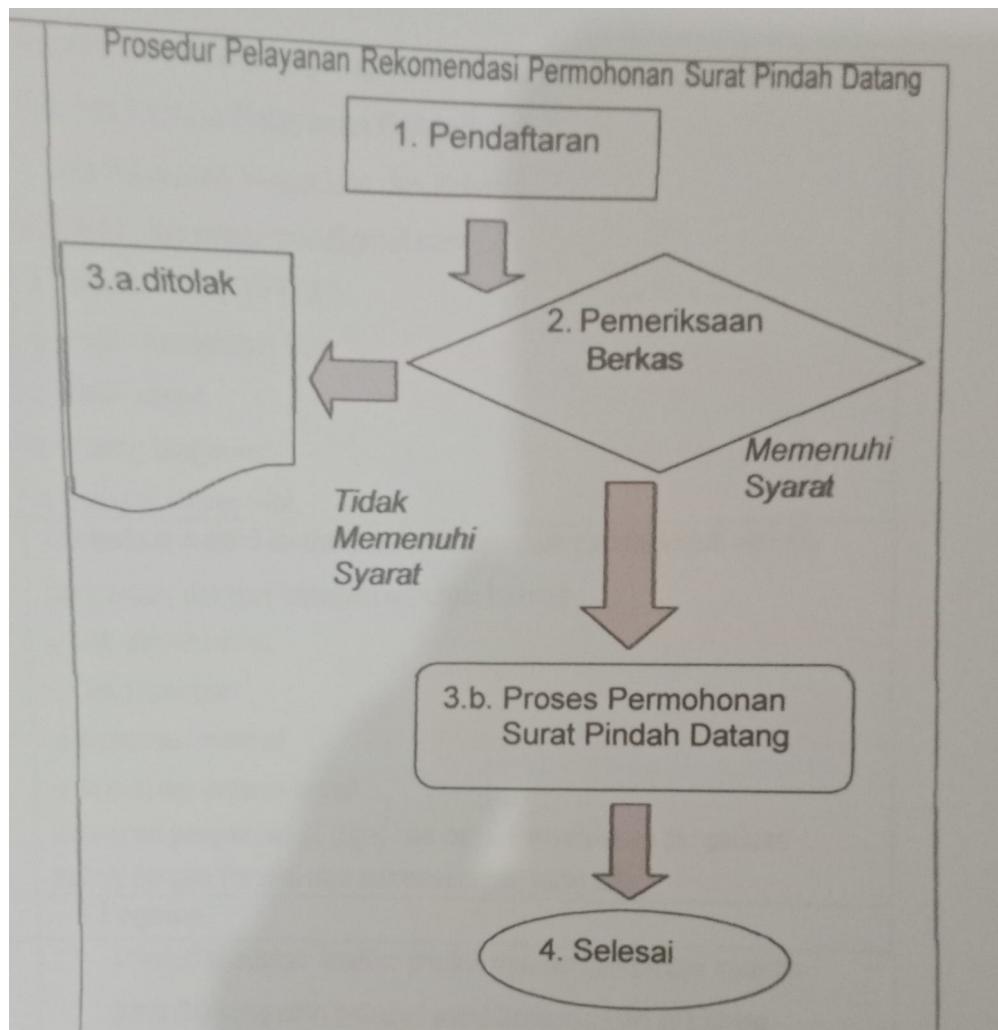 Prosedur Pelayanan Rekomendasi Permohonan Surat Pindah Datang
1. Pendaftaran
2. Pemeriksaan
Berkas
3.a.ditolak
Tidak
Memenuhi
Syarat
Memenuhi
Syarat
3.b. Proses Permohonan
Surat Pindah Datang
4. Selesai